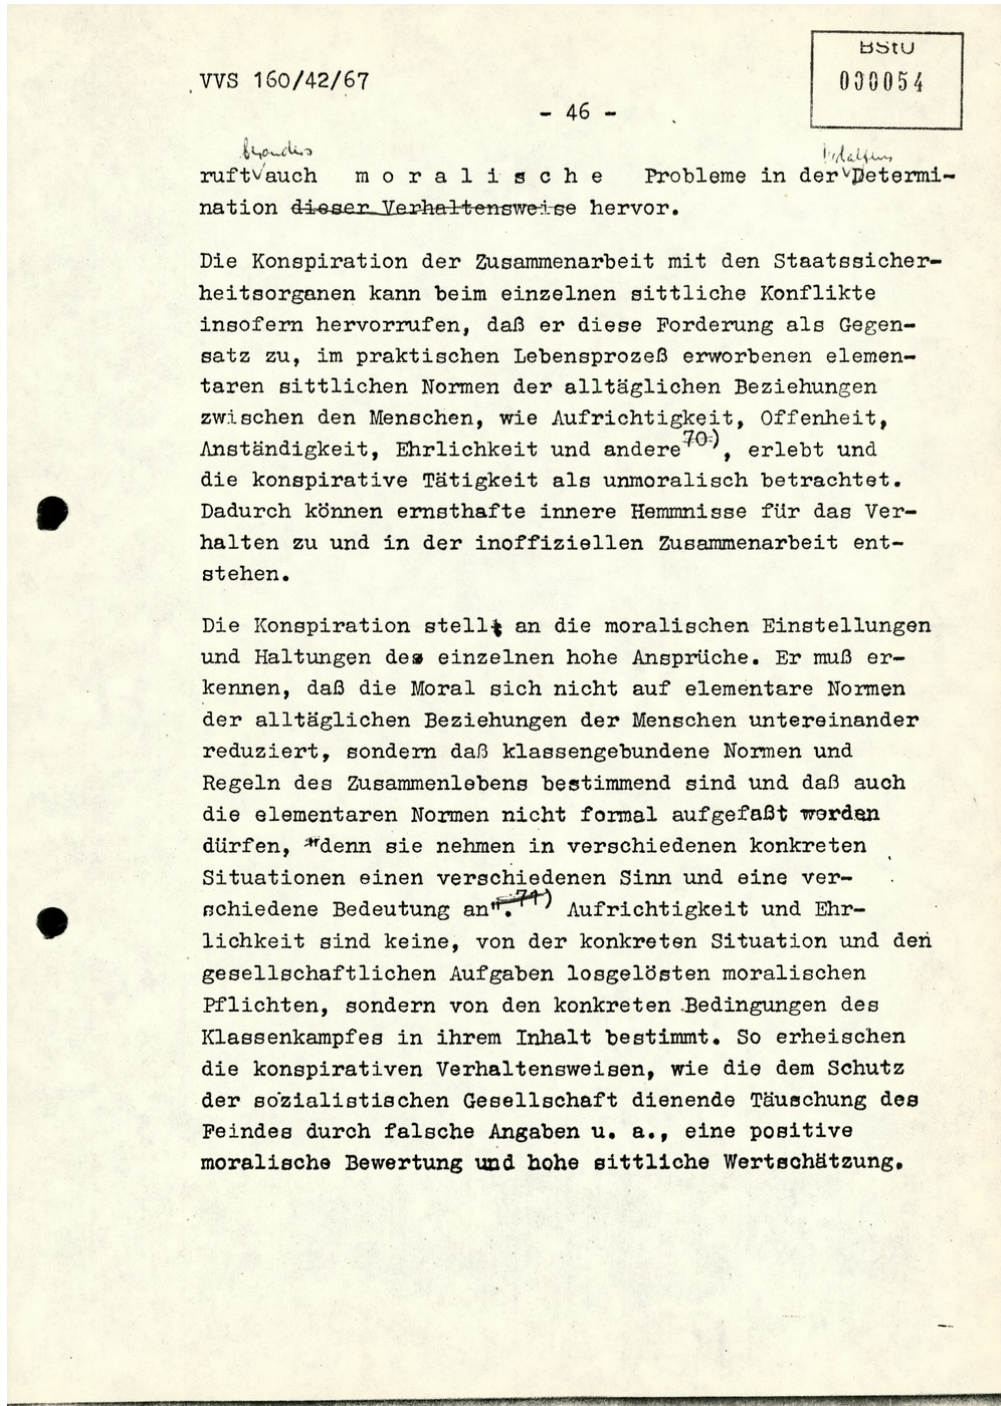 BStU
VVS 160/42/67
000054
- 46 -
besonders
ruft auch m o r a l i s c h e Probleme in der Determi-
nation dieser Verhaltensweise hervor.
Die Konspiration der Zusammenarbeit mit den Staatssicher-
heitsorganen kann beim einzelnen sittliche Konflikte
insofern hervorrufen, daß er diese Forderung als Gegen-
satz zu, im praktischen Lebensprozeß erworbenen elemen-
taren sittlichen Normen der alltäglichen Beziehungen
zwischen den Menschen, wie Aufrichtigkeit, Offenheit,
Anständigkeit, Ehrlichkeit und andere 70), erlebt und
die konspirative Tätigkeit als unmoralisch betrachtet.
Dadurch können ernsthafte innere Hemmnisse für das Ver-
halten zu und in der inoffiziellen Zusammenarbeit ent-
stehen.
Die Konspiration stellt an die moralischen Einstellungen
und Haltungen des einzelnen hohe Ansprüche. Er muß er-
kennen, daß die Moral sich nicht auf elementare Normen
der alltäglichen Beziehungen der Menschen untereinander
reduziert, sondern daß klassengebundene Normen und
Regeln des Zusammenlebens bestimmend sind und daß auch
die elementaren Normen nicht formal aufgefaßt werden
dürfen, "denn sie nehmen in verschiedenen konkreten
Situationen einen verschiedenen Sinn und eine ver-
schiedene Bedeutung an". 71) Aufrichtigkeit und Ehr-
lichkeit sind keine, von der konkreten Situation und den
gesellschaftlichen Aufgaben losgelösten moralischen
Pflichten, sondern von den konkreten Bedingungen des
Klassenkampfes in ihrem Inhalt bestimmt. So erheischen
die konspirativen Verhaltensweisen, wie die dem Schutz
der sozialistischen Gesellschaft dienende Täuschung des
Feindes durch falsche Angaben u. a., eine positive
moralische Bewertung und hohe sittliche Wertschätzung.